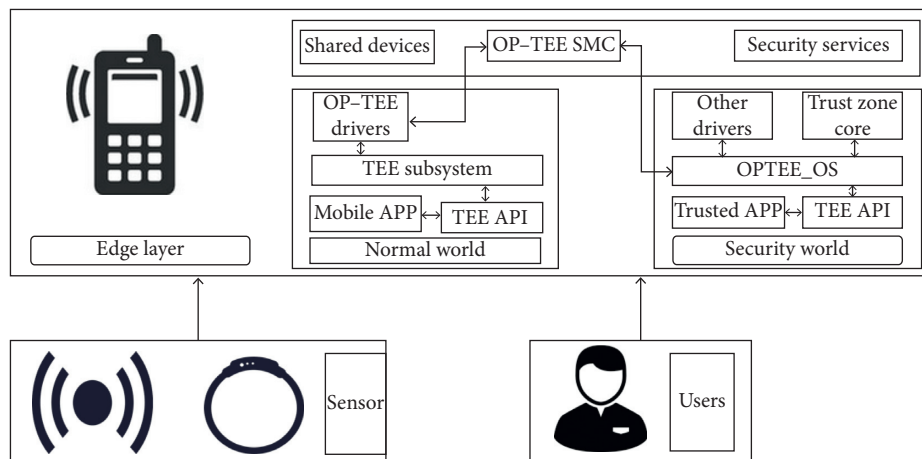 Shared devices
OP–TEE SMC
Security services
OP–TEE
drivers
TEE subsystem
Mobile APP
TEE API
Normal world
Other
drivers
Trust zone
core
OPTEE_OS
Trusted APP
TEE API
Security world
Edge layer
Sensor
Users